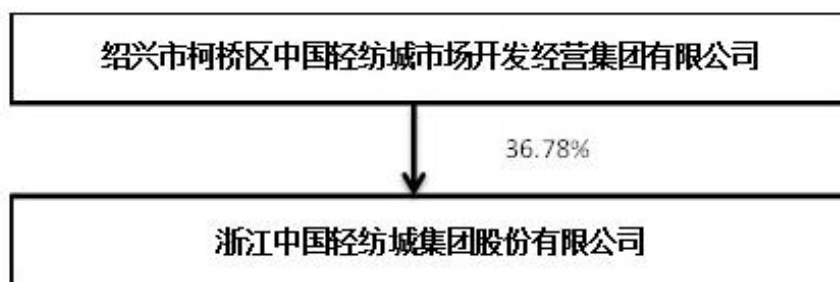 绍兴市柯桥区中国轻纺城市场开发经营集团有限公司
36.78%
浙江中国轻纺城集团股份有限公司